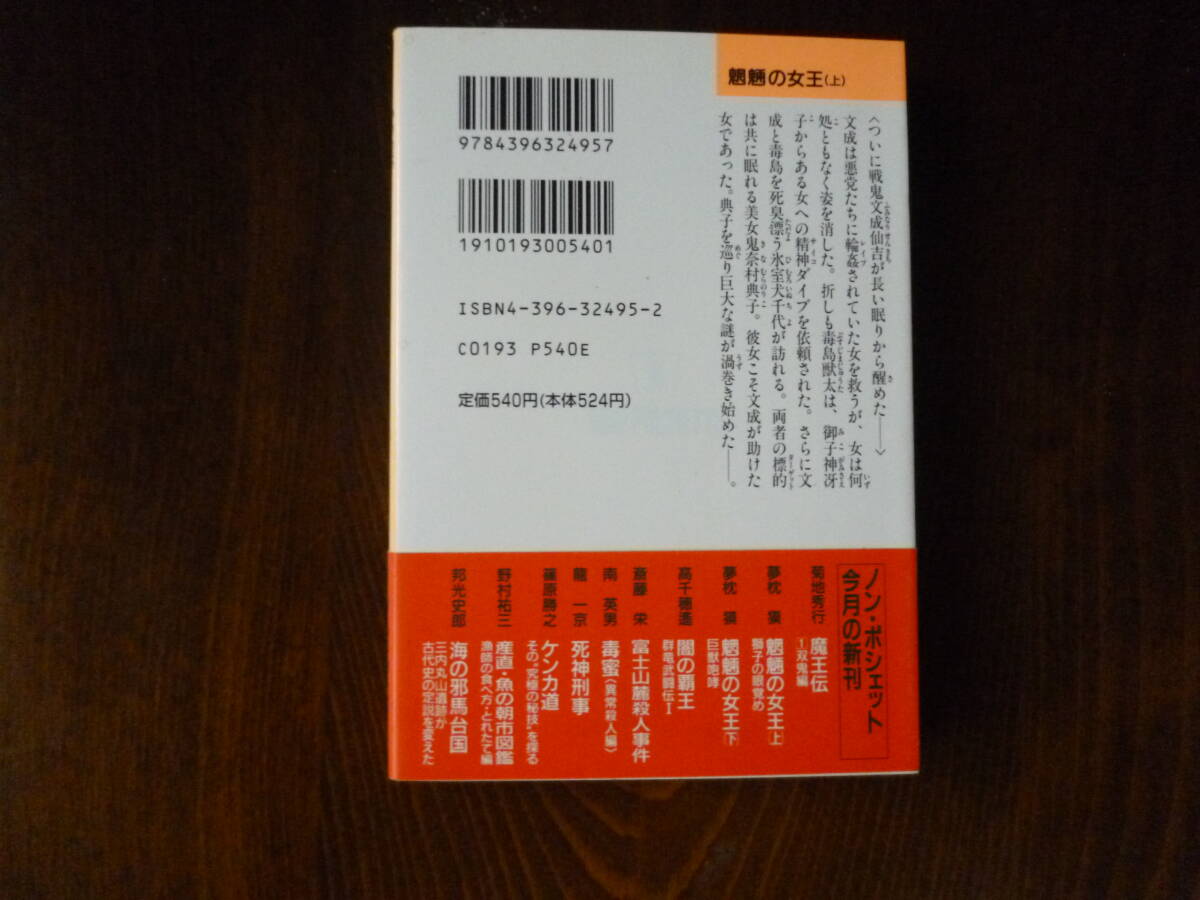 魍魎の女王(上)
〈ついに戦鬼文成仙吉が長い眠りから醒めた――〉
文成は悪党たちに輪姦されていた女を救うが、女は何
処ともなく姿を消した。折しも毒島獣太は、御子神冴
子からある女への精神ダイブを依頼された。さらに文
成と毒島を死臭漂う氷室犬千代が訪れる。両者の標的
は共に眠れる美女鬼奈村典子。彼女こそ文成が助けた
女であった。典子を巡り巨大な謎が渦巻き始めた――。
9784396324957
1910193005401
ISBN4-396-32495-2
C0193 P540E
定価540円(本体524円)
ノン・ポシェット
今月の新刊
菊地秀行 魔王伝
1双鬼編
夢枕 獏 魍魎の女王上
獅子の眼覚め
夢枕 獏 魍魎の女王下
巨獣咆哮
高千穂遙 闇の覇王
群竜武闘伝I
斎藤 栄 富士山麓殺人事件
南 英男 毒蜜〈異常殺人編〉
龍 一京 死神刑事
篠原勝之 ケンカ道
その“究極の秘技”を探る
野村祐三 産直・魚の朝市図鑑
漁師の食べ方・とれたて編
邦光史郎 海の邪馬台国
三内丸山遺跡が
古代史の定説を変えた